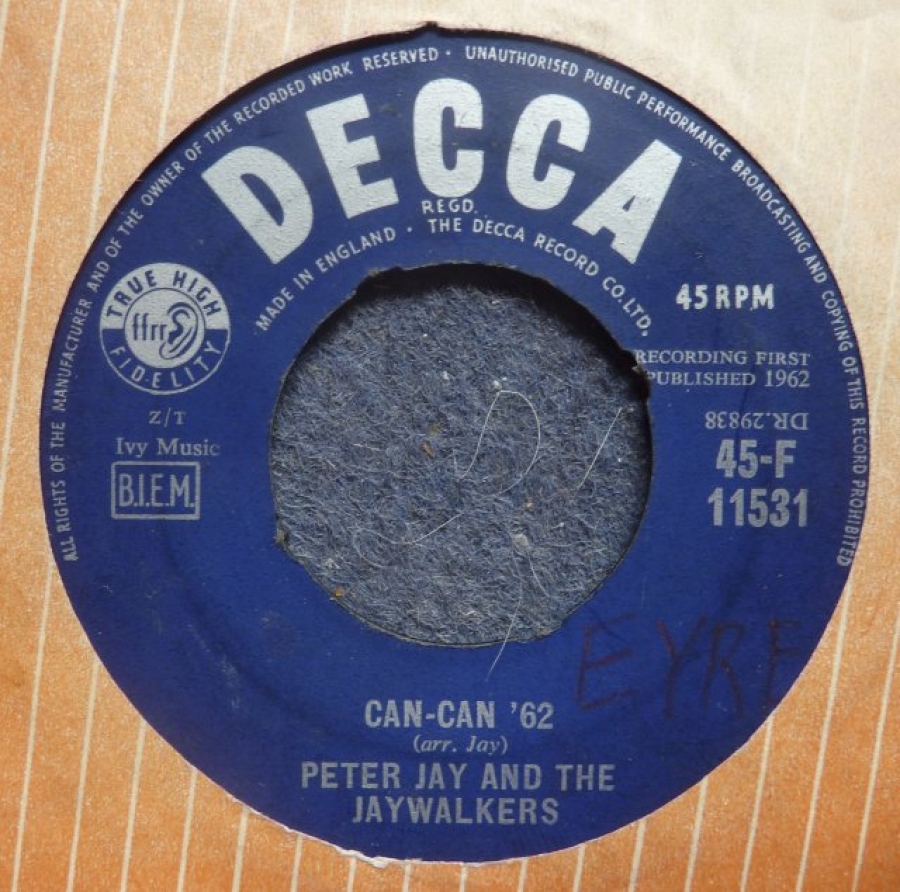 ALL RIGHTS OF THE MANUFACTURER AND OF THE OWNER OF THE RECORDED WORK RESERVED · UNAUTHORISED PUBLIC PERFORMANCE BROADCASTING AND COPYING OF THIS RECORD PROHIBITED
DECCA
REGD.
MADE IN ENGLAND · THE DECCA RECORD CO. LTD.
TRUE HIGH
ffrr
FIDELITY
45 RPM
RECORDING FIRST
PUBLISHED 1962
Z/T
Ivy Music
B.I.E.M.
DR.29838
45-F
11531
EYRE
CAN-CAN '62
(arr. Jay)
PETER JAY AND THE
JAYWALKERS